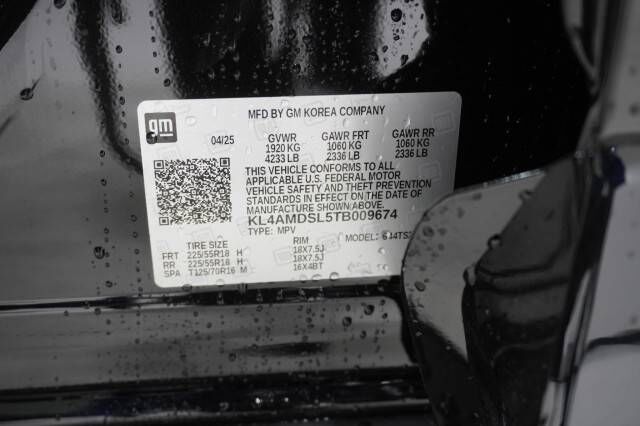 MFD BY GM KOREA COMPANY
gm
04/25 GVWR GAWR FRT GAWR RR
1920 KG 1060 KG 1060 KG
4233 LB 2336 LB 2336 LB
THIS VEHICLE CONFORMS TO ALL
APPLICABLE U.S. FEDERAL MOTOR
VEHICLE SAFETY AND THEFT PREVENTION
STANDARDS IN EFFECT ON THE DATE OF
MANUFACTURE SHOWN ABOVE.
KL4AMDSL5TB009674
TYPE: MPV MODEL:
TIRE SIZE RIM
FRT 225/55R18 H 18X7.5J
RR 225/55R18 H 18X7.5J
SPA T125/70R16 M 16X4BT